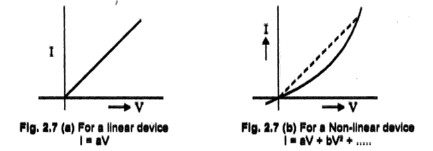 I
V
Fig. 2.7 (a) For a linear device
i = aV
I
V
Fig. 2.7 (b) For a Non-linear device
i = aV + bV² + .....